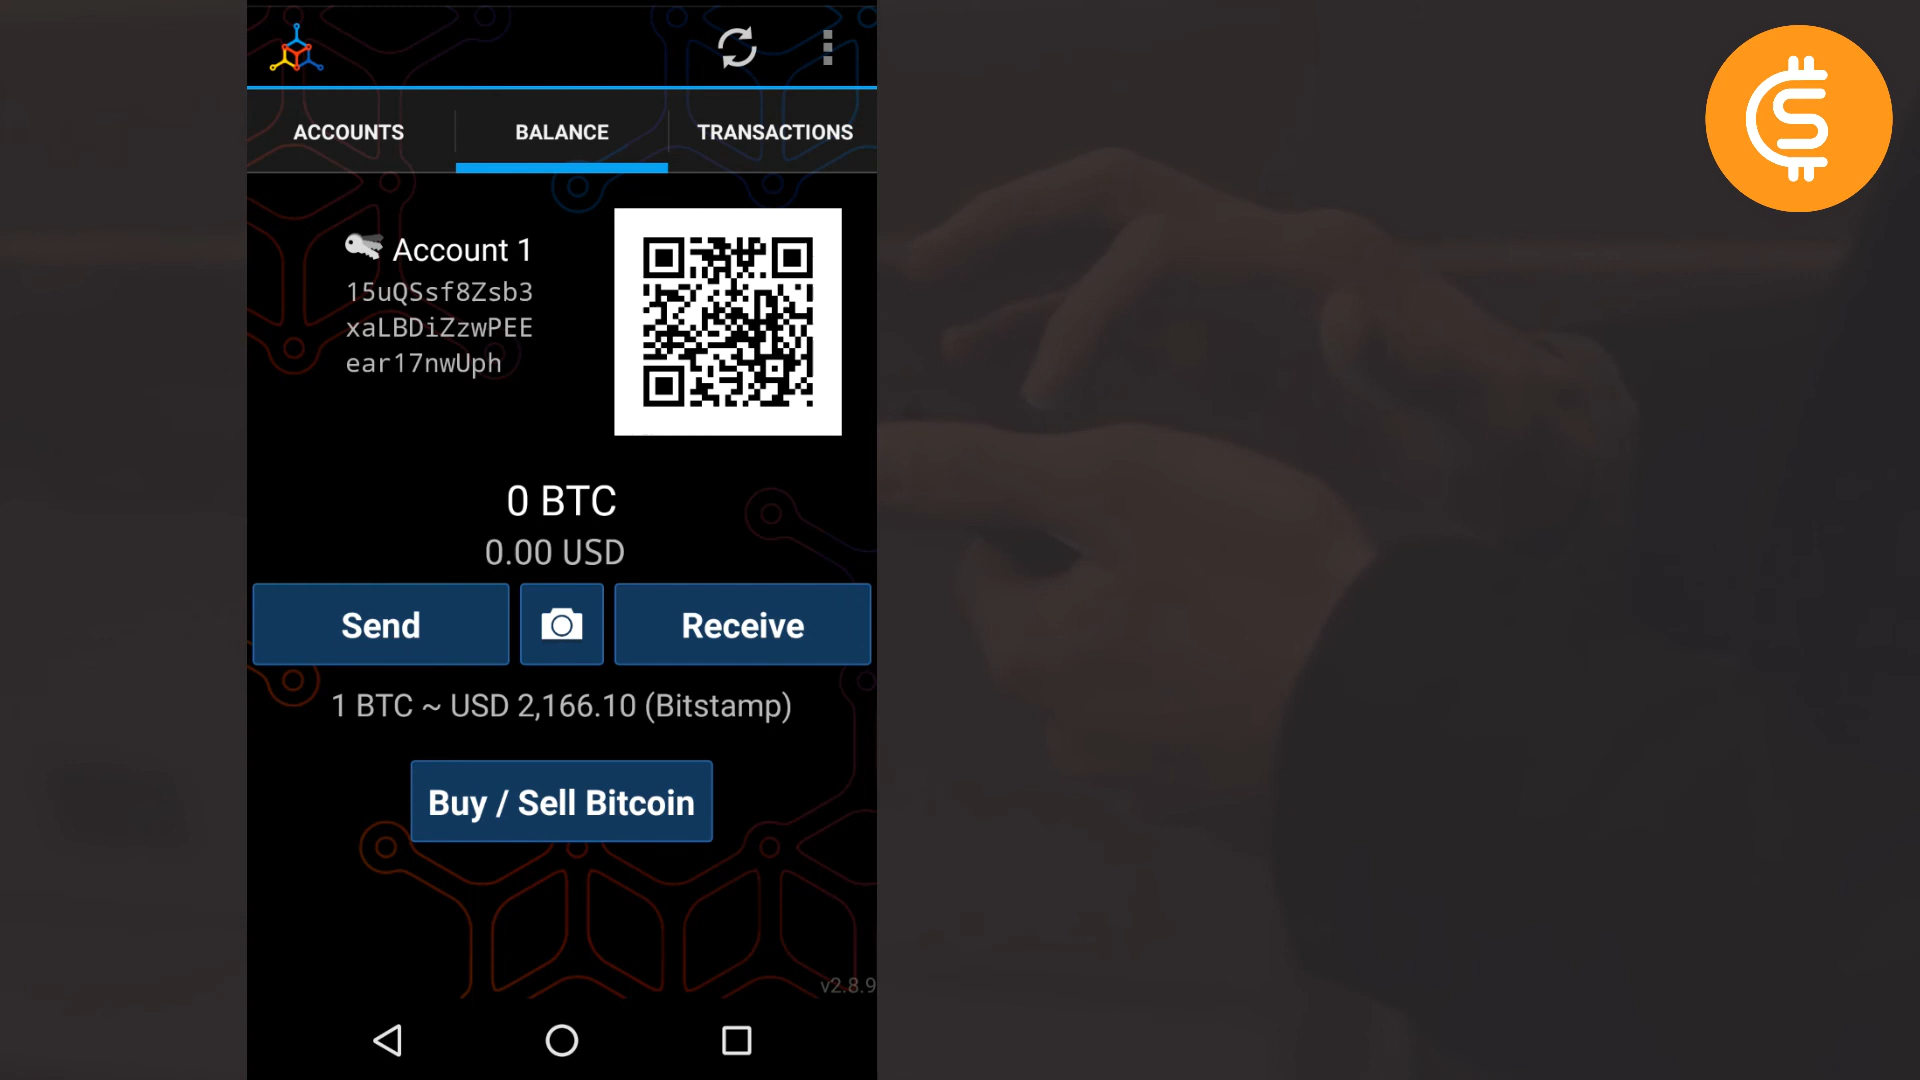 ACCOUNTS
BALANCE
TRANSACTIONS
Account 1
15uQSsf8Zsb3
xaLBDiZzwPEE
ear17nwUph
0 BTC
0.00 USD
Send
Receive
1 BTC ~ USD 2,166.10 (Bitstamp)
Buy / Sell Bitcoin
v2.8.9